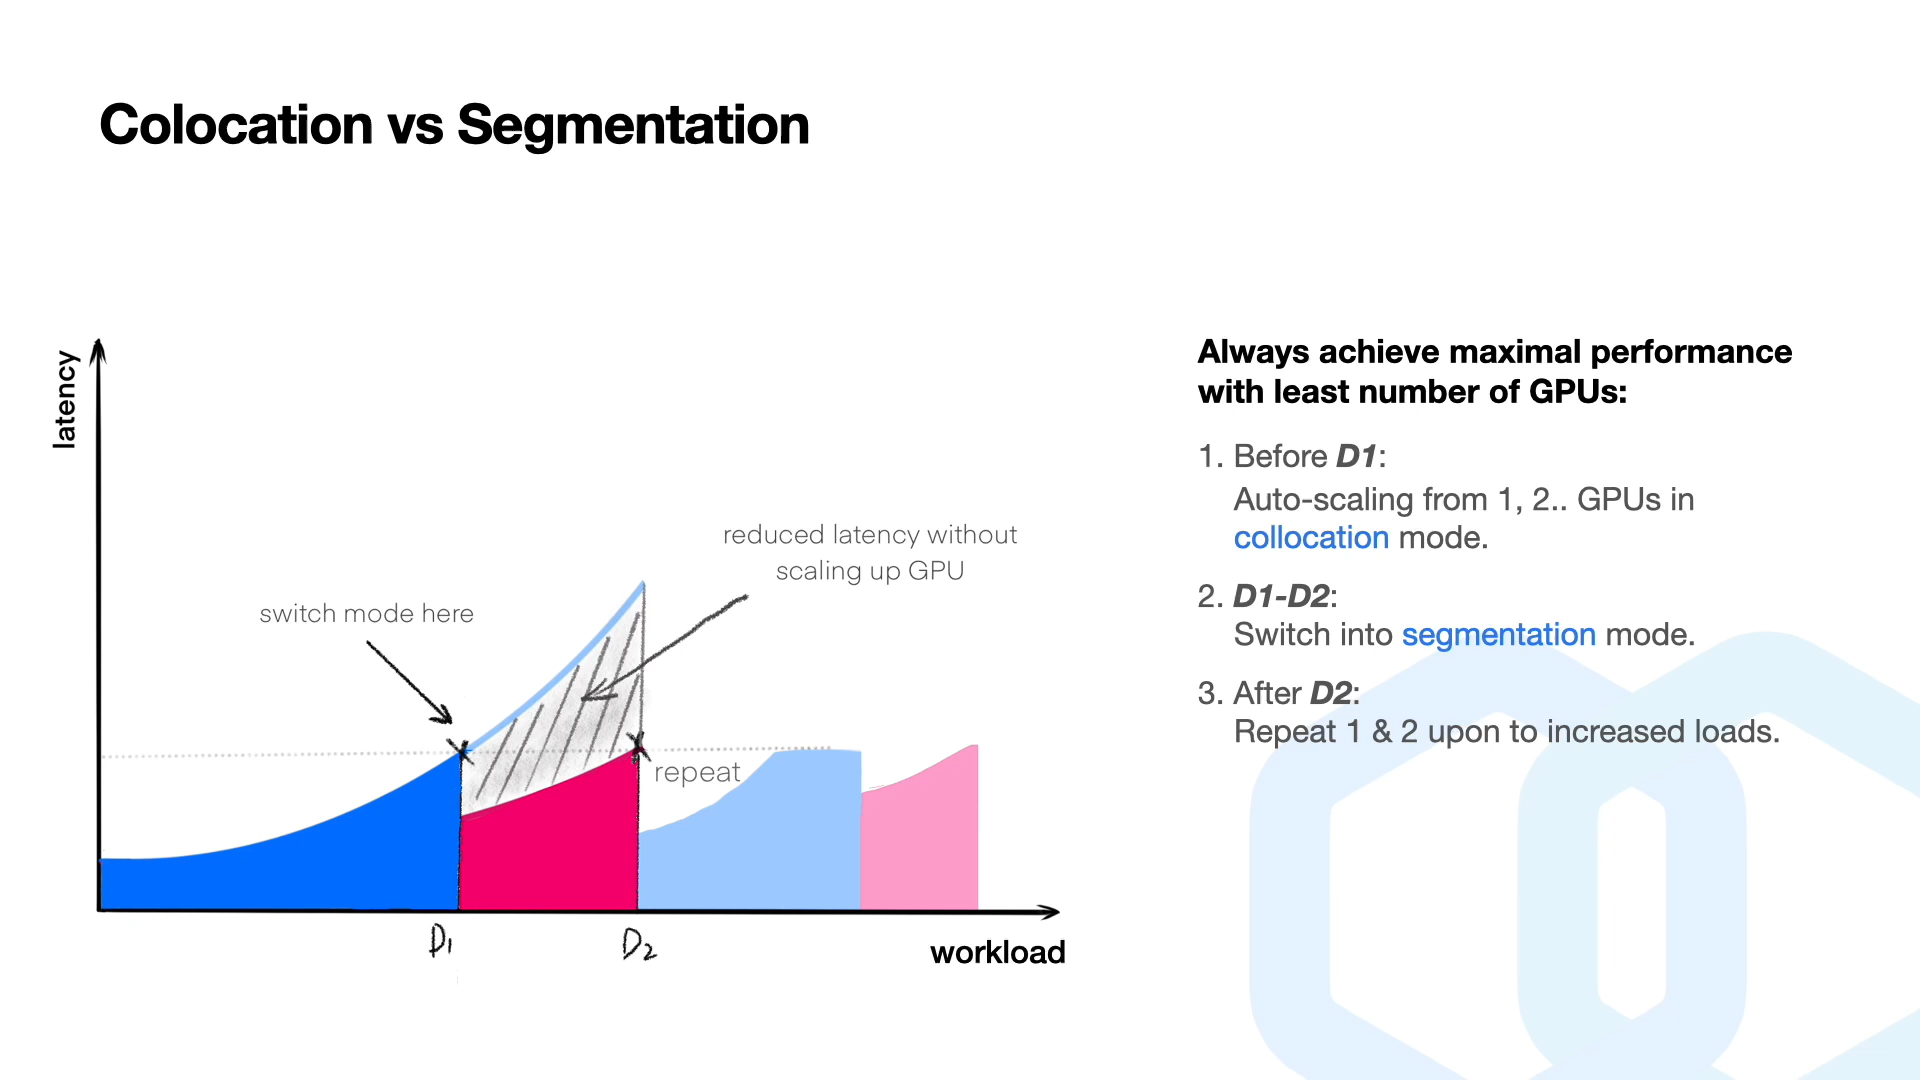 Colocation vs Segmentation
latency
switch mode here
reduced latency without
scaling up GPU
repeat
D1
D2
workload
Always achieve maximal performance
with least number of GPUs:
1. Before D1:
Auto-scaling from 1, 2.. GPUs in
collocation mode.
2. D1-D2:
Switch into segmentation mode.
3. After D2:
Repeat 1 & 2 upon to increased loads.